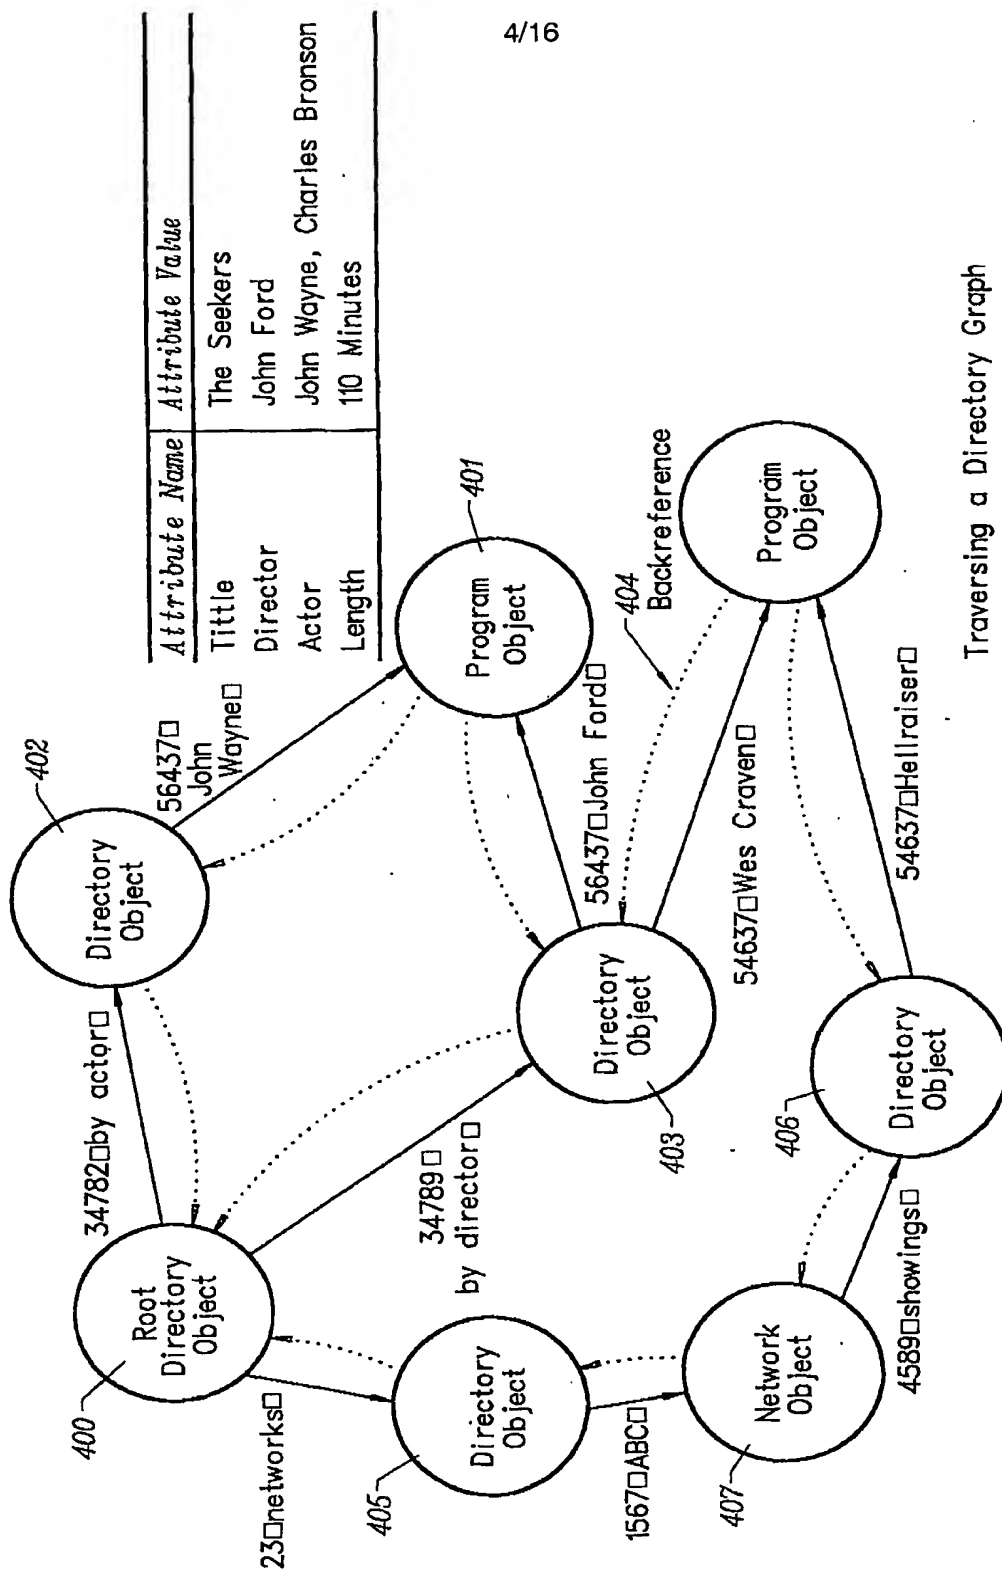 4/16
Attribute Name Attribute Value
Tittle The Seekers
Director John Ford
Actor John Wayne, Charles Bronson
Length 110 Minutes
402
Directory
Object
56437□
John
Wayne□
401
Program
Object
34782□by actor□
400
Root
Directory
Object
34789□
by director□
403
Directory
Object
56437□John Ford□
404
Backreference
Program
Object
54637□Wes Craven□
23□networks□
405
Directory
Object
1567□ABC□
407
Network
Object
4589□showings□
406
Directory
Object
54637□Hellraiser□
Traversing a Directory Graph